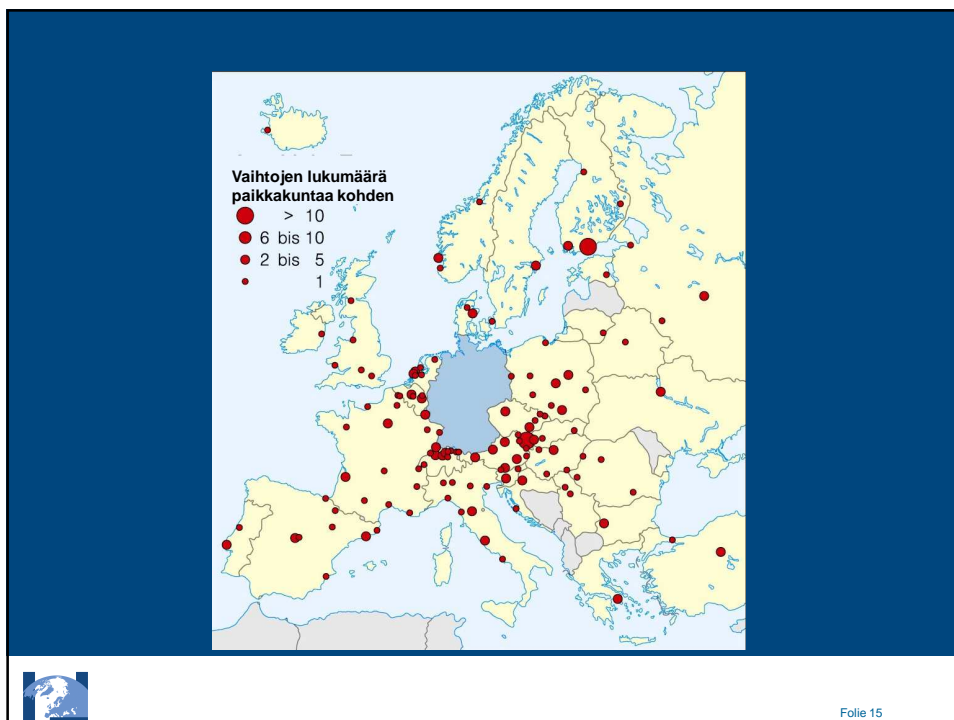 Vaihtojen lukumäärä
paikkakuntaa kohden
> 10
6 bis 10
2 bis 5
1
Folie 15